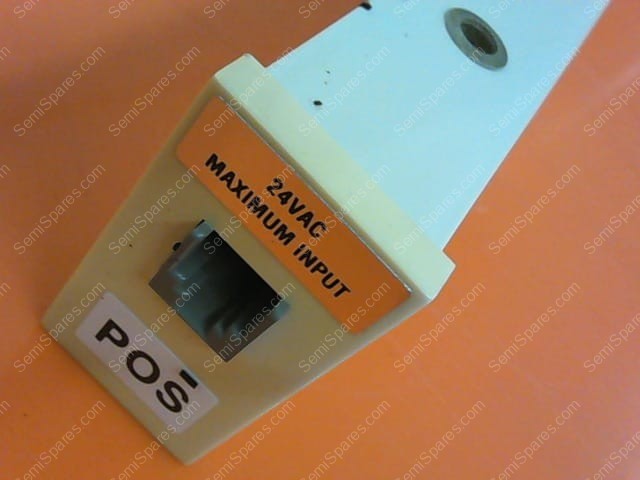 24VAC
MAXIMUM INPUT
POS
SemiSpares.com